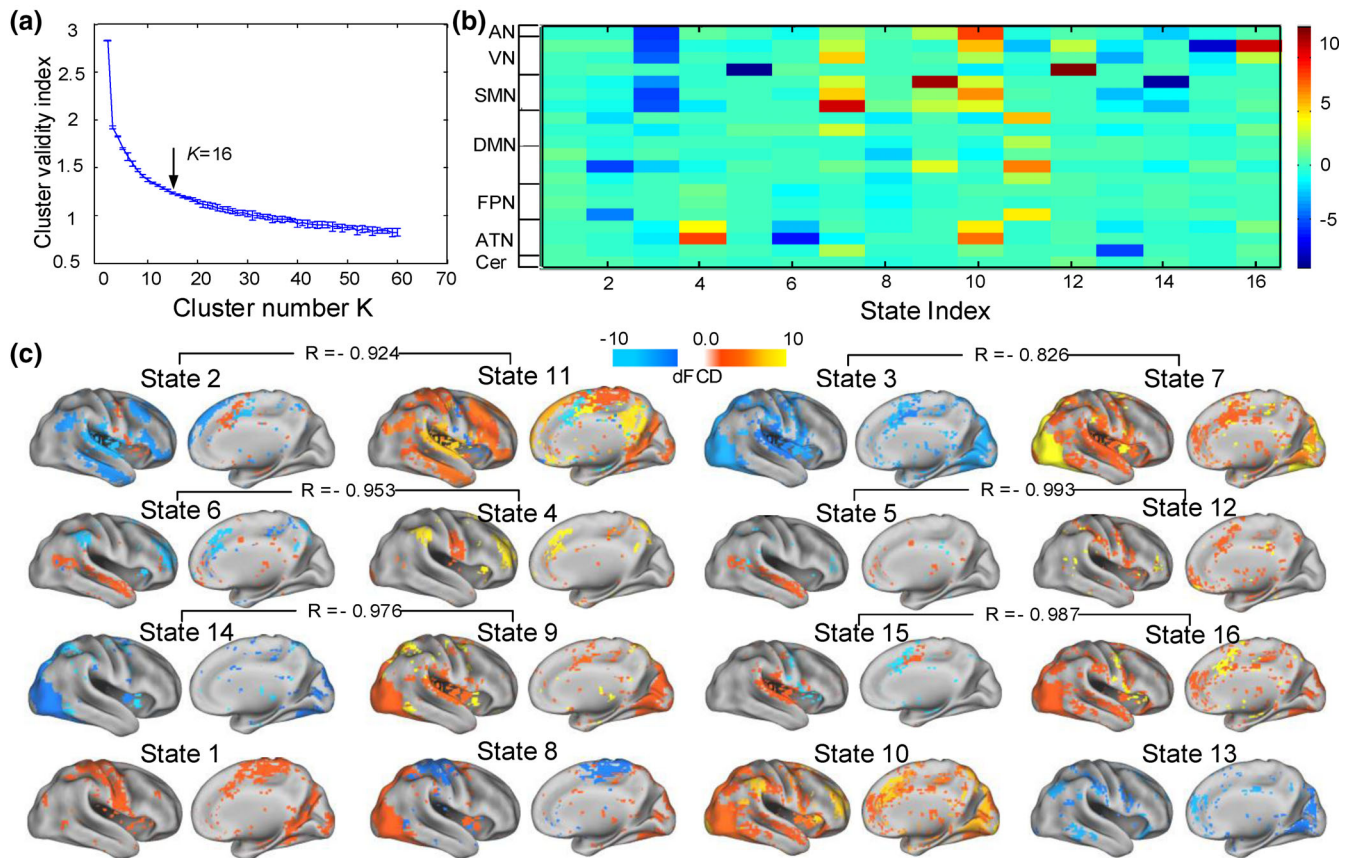 (a)
3
2.5
2
1.5
1
0.5
Cluster validity index
K=16
0 10 20 30 40 50 60 70
Cluster number K
(b)
AN
VN
SMN
DMN
FPN
ATN
Cer
2 4 6 8 10 12 14 16
State Index
10
5
0
-5
(c)
-10 0.0 10
dFCD
R = - 0.924
State 2 State 11
R = - 0.826
State 3 State 7
R = - 0.953
State 6 State 4
R = - 0.993
State 5 State 12
R = - 0.976
State 14 State 9
R = - 0.987
State 15 State 16
State 1 State 8 State 10 State 13